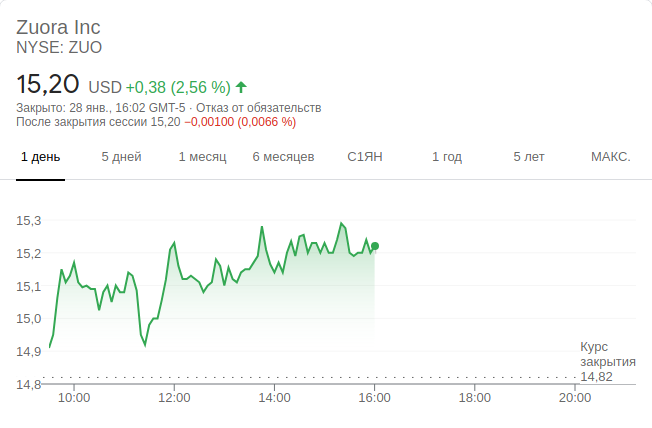 Zuora Inc
NYSE: ZUO
15,20 USD +0,38 (2,56 %)
Закрыто: 28 янв., 16:02 GMT-5 · Отказ от обязательств
После закрытия сессии 15,20 −0,00100 (0,0066 %)
1 день 5 дней 1 месяц 6 месяцев С1ЯН 1 год 5 лет МАКС.
15,3
15,2
15,1
15,0
14,9
14,8
Курс
закрытия
14,82
10:00 12:00 14:00 16:00 18:00 20:00